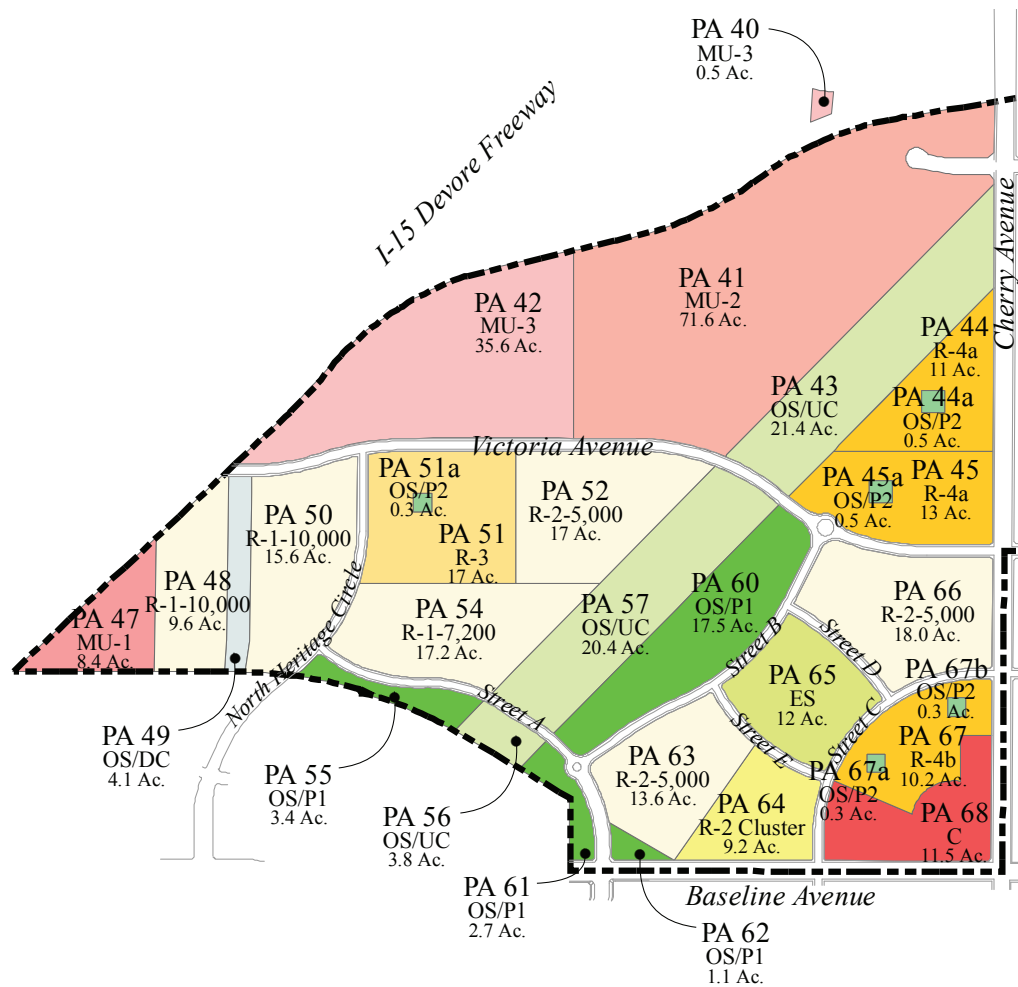 PA 40
MU-3
0.5 Ac.
I-15 Devore Freeway
Cherry Avenue
PA 41
MU-2
71.6 Ac.
PA 42
MU-3
35.6 Ac.
PA 44
R-4a
11 Ac.
PA 43
OS/UC
21.4 Ac.
PA 44a
OS/P2
0.5 Ac.
Victoria Avenue
PA 51a
OS/P2
0.3 Ac.
PA 45a
OS/P2
0.5 Ac.
PA 45
R-4a
13 Ac.
PA 52
R-2-5,000
17 Ac.
PA 50
R-1-10,000
15.6 Ac.
PA 51
R-3
17 Ac.
PA 48
R-1-10,000
9.6 Ac.
PA 47
MU-1
8.4 Ac.
North Heritage Circle
PA 54
R-1-7,200
17.2 Ac.
PA 57
OS/UC
20.4 Ac.
PA 60
OS/P1
17.5 Ac.
PA 66
R-2-5,000
18.0 Ac.
Street B
Street D
PA 65
ES
12 Ac.
PA 67b
OS/P2
0.3 Ac.
Street A
Street E
Street C
PA 67
R-4b
10.2 Ac.
PA 49
OS/DC
4.1 Ac.
PA 55
OS/P1
3.4 Ac.
PA 63
R-2-5,000
13.6 Ac.
PA 67a
OS/P2
0.3 Ac.
PA 56
OS/UC
3.8 Ac.
PA 64
R-2 Cluster
9.2 Ac.
PA 68
C
11.5 Ac.
PA 61
OS/P1
2.7 Ac.
Baseline Avenue
PA 62
OS/P1
1.1 Ac.